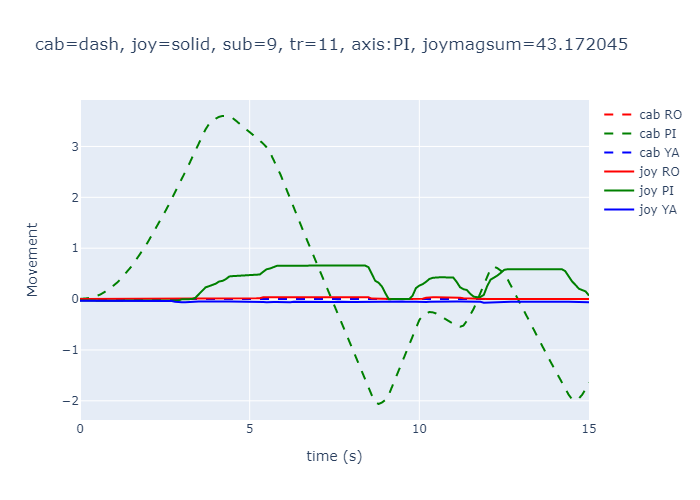 cab=dash, joy=solid, sub=9, tr=11, axis:PI, joymagsum=43.172045
cab RO
cab PI
cab YA
joy RO
joy PI
joy YA
Movement
3
2
1
0
−1
−2
0
5
10
15
time (s)